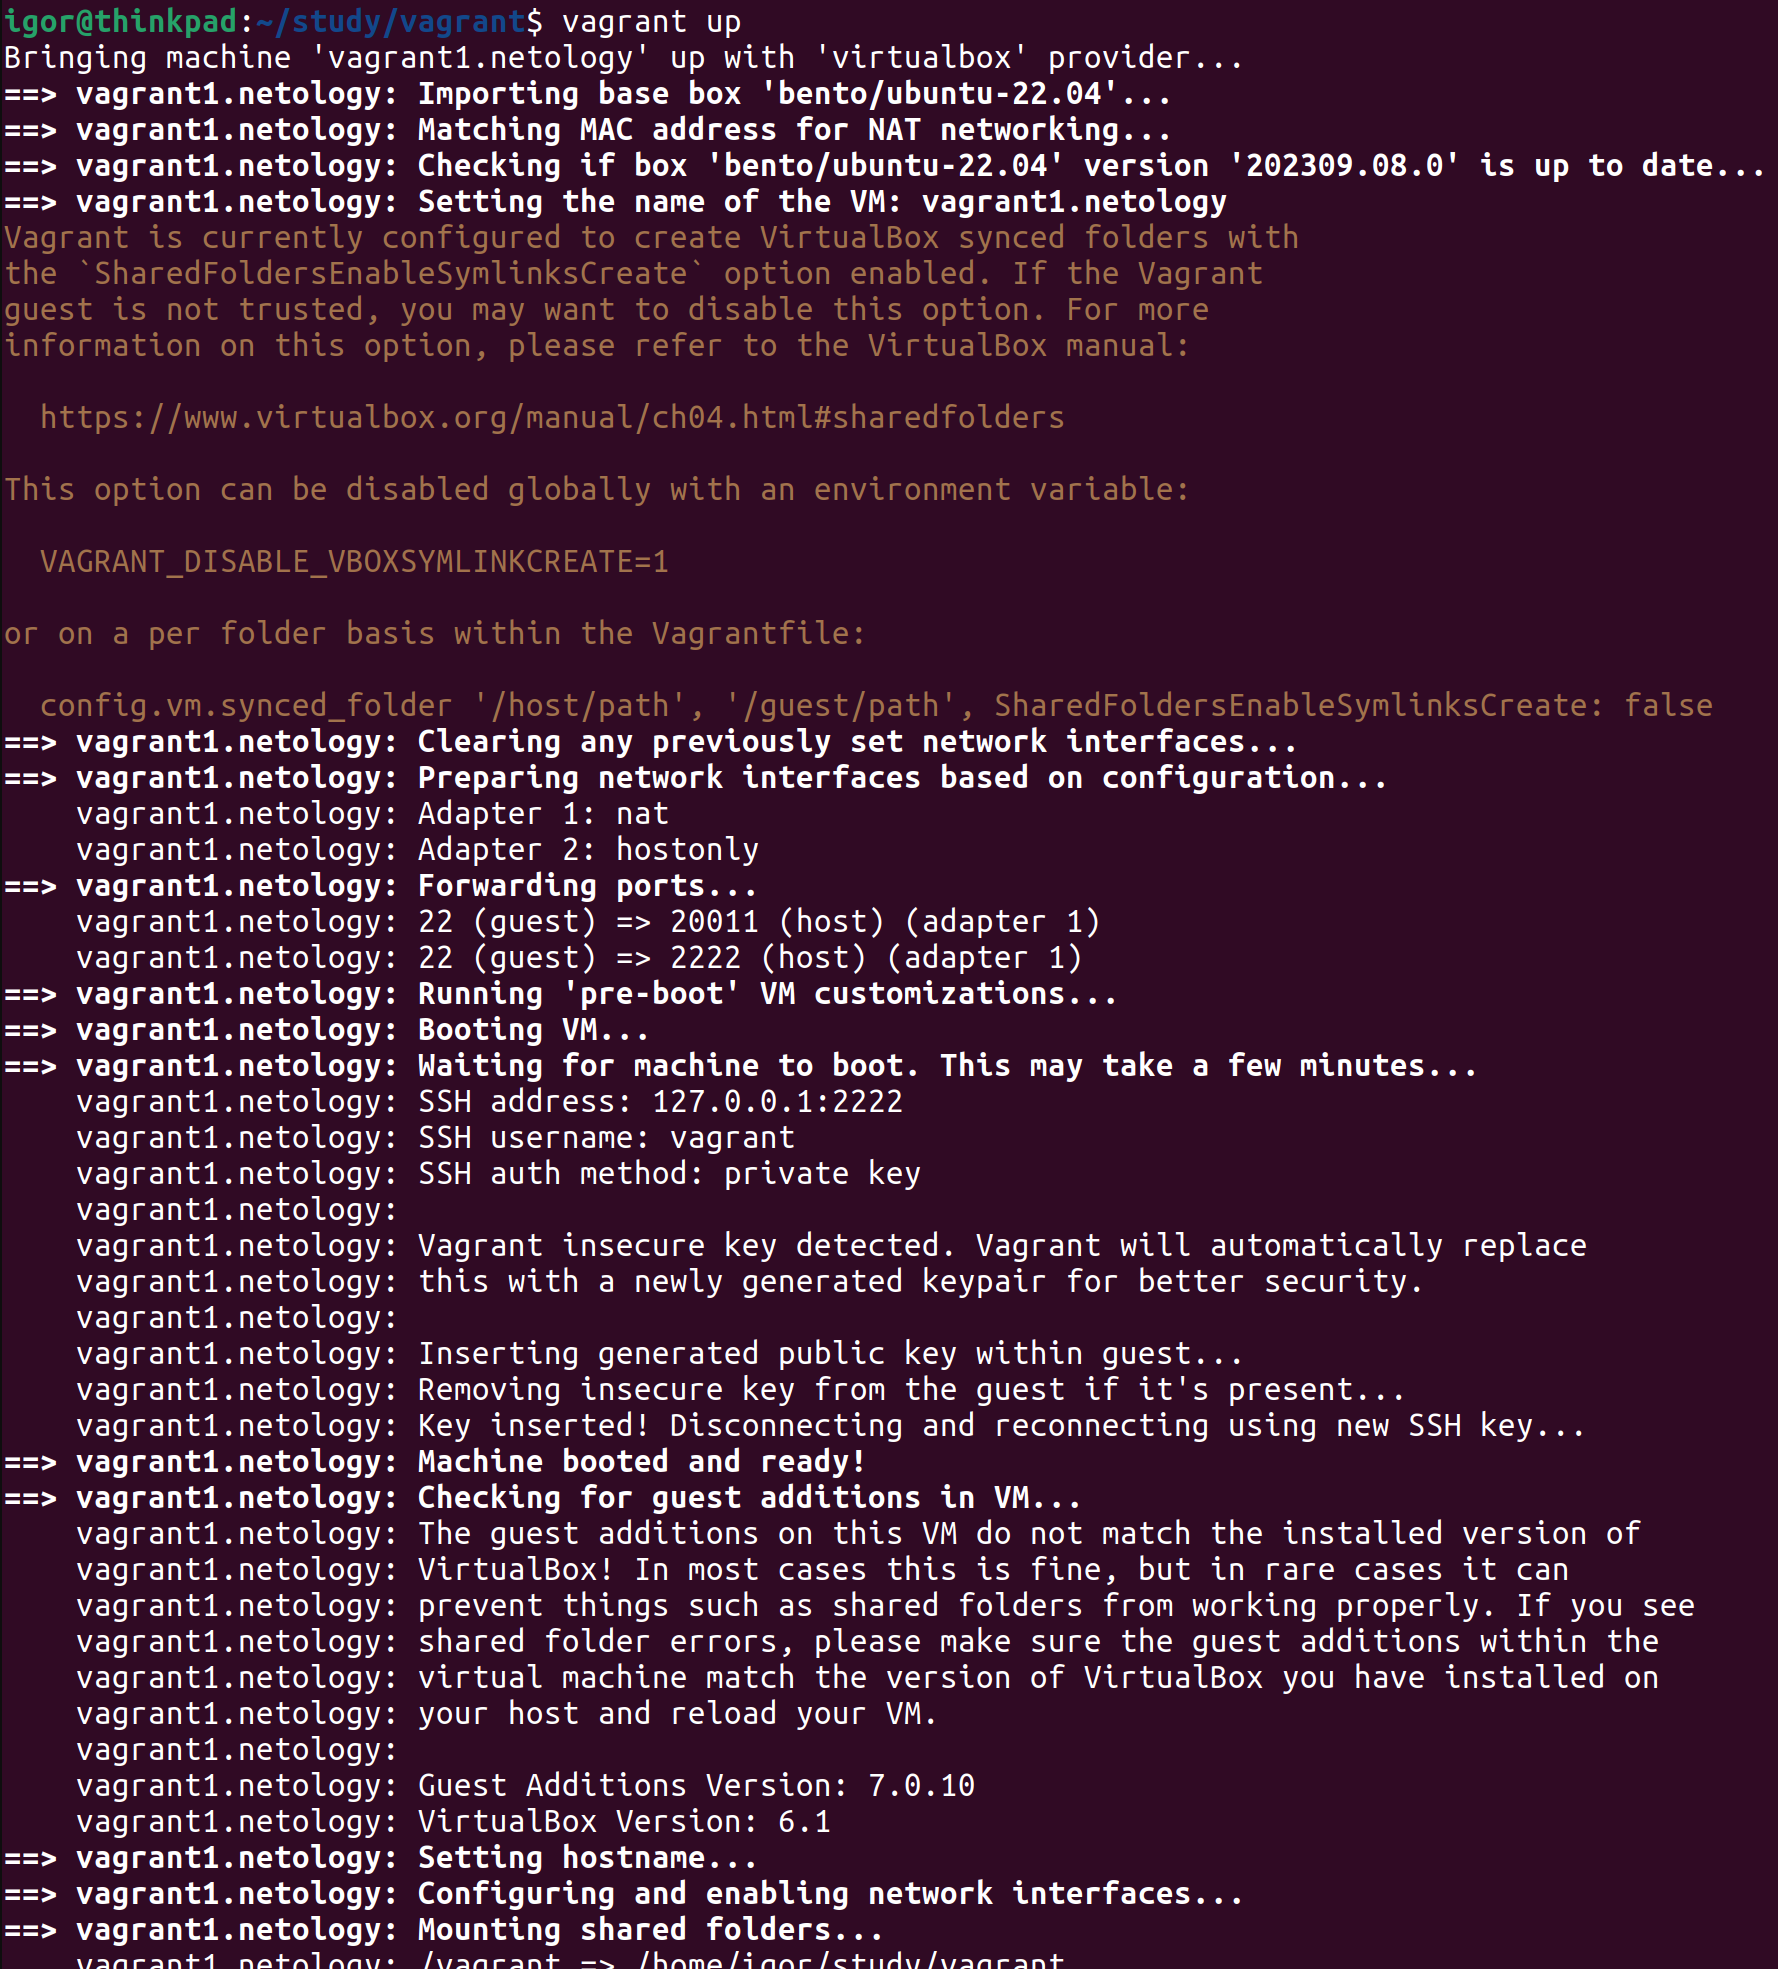 igor@thinkpad:~/study/vagrant$ vagrant up
Bringing machine 'vagrant1.netology' up with 'virtualbox' provider...
==> vagrant1.netology: Importing base box 'bento/ubuntu-22.04'...
==> vagrant1.netology: Matching MAC address for NAT networking...
==> vagrant1.netology: Checking if box 'bento/ubuntu-22.04' version '202309.08.0' is up to date...
==> vagrant1.netology: Setting the name of the VM: vagrant1.netology
Vagrant is currently configured to create VirtualBox synced folders with
the `SharedFoldersEnableSymlinksCreate` option enabled. If the Vagrant
guest is not trusted, you may want to disable this option. For more
information on this option, please refer to the VirtualBox manual:

  https://www.virtualbox.org/manual/ch04.html#sharedfolders

This option can be disabled globally with an environment variable:

  VAGRANT_DISABLE_VBOXSYMLINKCREATE=1

or on a per folder basis within the Vagrantfile:

  config.vm.synced_folder '/host/path', '/guest/path', SharedFoldersEnableSymlinksCreate: false
==> vagrant1.netology: Clearing any previously set network interfaces...
==> vagrant1.netology: Preparing network interfaces based on configuration...
    vagrant1.netology: Adapter 1: nat
    vagrant1.netology: Adapter 2: hostonly
==> vagrant1.netology: Forwarding ports...
    vagrant1.netology: 22 (guest) => 20011 (host) (adapter 1)
    vagrant1.netology: 22 (guest) => 2222 (host) (adapter 1)
==> vagrant1.netology: Running 'pre-boot' VM customizations...
==> vagrant1.netology: Booting VM...
==> vagrant1.netology: Waiting for machine to boot. This may take a few minutes...
    vagrant1.netology: SSH address: 127.0.0.1:2222
    vagrant1.netology: SSH username: vagrant
    vagrant1.netology: SSH auth method: private key
    vagrant1.netology:
    vagrant1.netology: Vagrant insecure key detected. Vagrant will automatically replace
    vagrant1.netology: this with a newly generated keypair for better security.
    vagrant1.netology:
    vagrant1.netology: Inserting generated public key within guest...
    vagrant1.netology: Removing insecure key from the guest if it's present...
    vagrant1.netology: Key inserted! Disconnecting and reconnecting using new SSH key...
==> vagrant1.netology: Machine booted and ready!
==> vagrant1.netology: Checking for guest additions in VM...
    vagrant1.netology: The guest additions on this VM do not match the installed version of
    vagrant1.netology: VirtualBox! In most cases this is fine, but in rare cases it can
    vagrant1.netology: prevent things such as shared folders from working properly. If you see
    vagrant1.netology: shared folder errors, please make sure the guest additions within the
    vagrant1.netology: virtual machine match the version of VirtualBox you have installed on
    vagrant1.netology: your host and reload your VM.
    vagrant1.netology:
    vagrant1.netology: Guest Additions Version: 7.0.10
    vagrant1.netology: VirtualBox Version: 6.1
==> vagrant1.netology: Setting hostname...
==> vagrant1.netology: Configuring and enabling network interfaces...
==> vagrant1.netology: Mounting shared folders...
    vagrant1.netology: /vagrant => /home/igor/study/vagrant